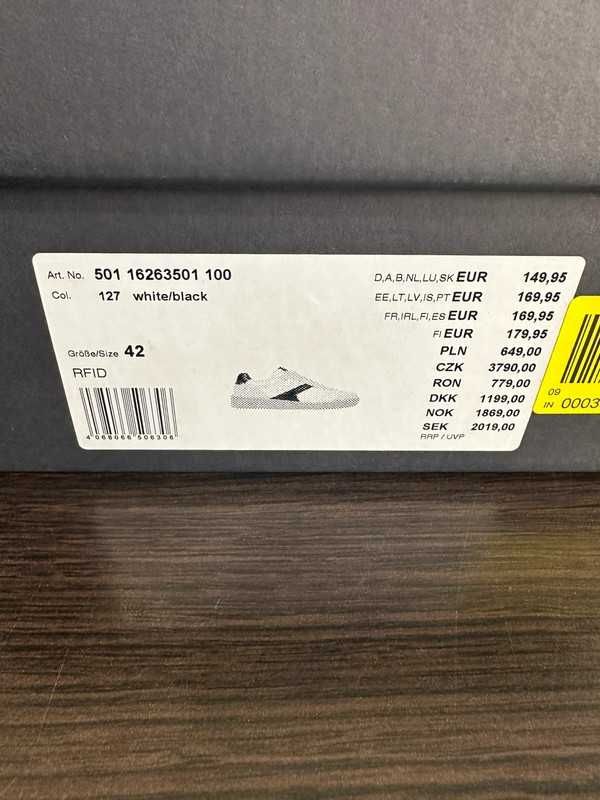 Art. No. 501 16263501 100
Col. 127 white/black
Größe/Size 42
RFID
4 068066 506306
D,A,B,NL,LU,SK EUR 149,95
EE,LT,LV,IS,PT EUR 169,95
FR,IRL,FI,ES EUR 169,95
FI EUR 179,95
PLN 649,00
CZK 3790,00
RON 779,00
DKK 1199,00
NOK 1869,00
SEK 2019,00
RRP / UVP
09
IN 0003